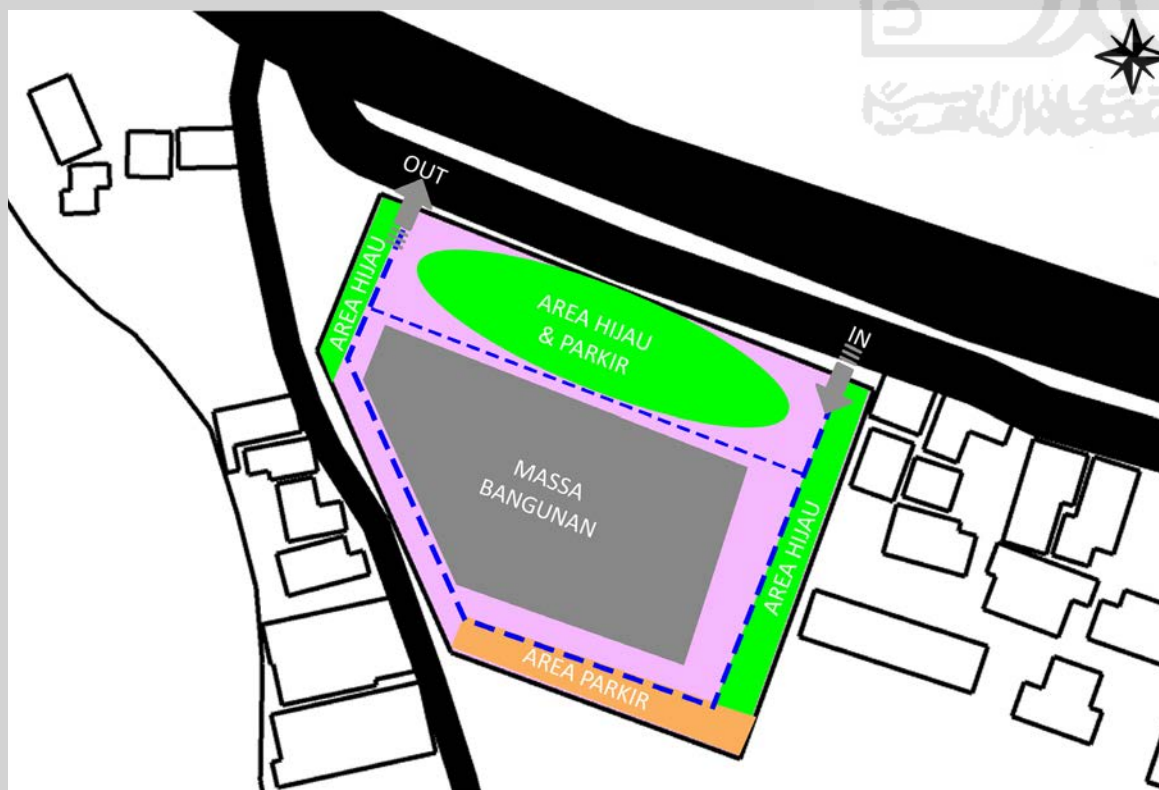 OUT
AREA HIJAU
AREA HIJAU
& PARKIR
IN
MASSA
BANGUNAN
AREA HIJAU
AREA PARKIR